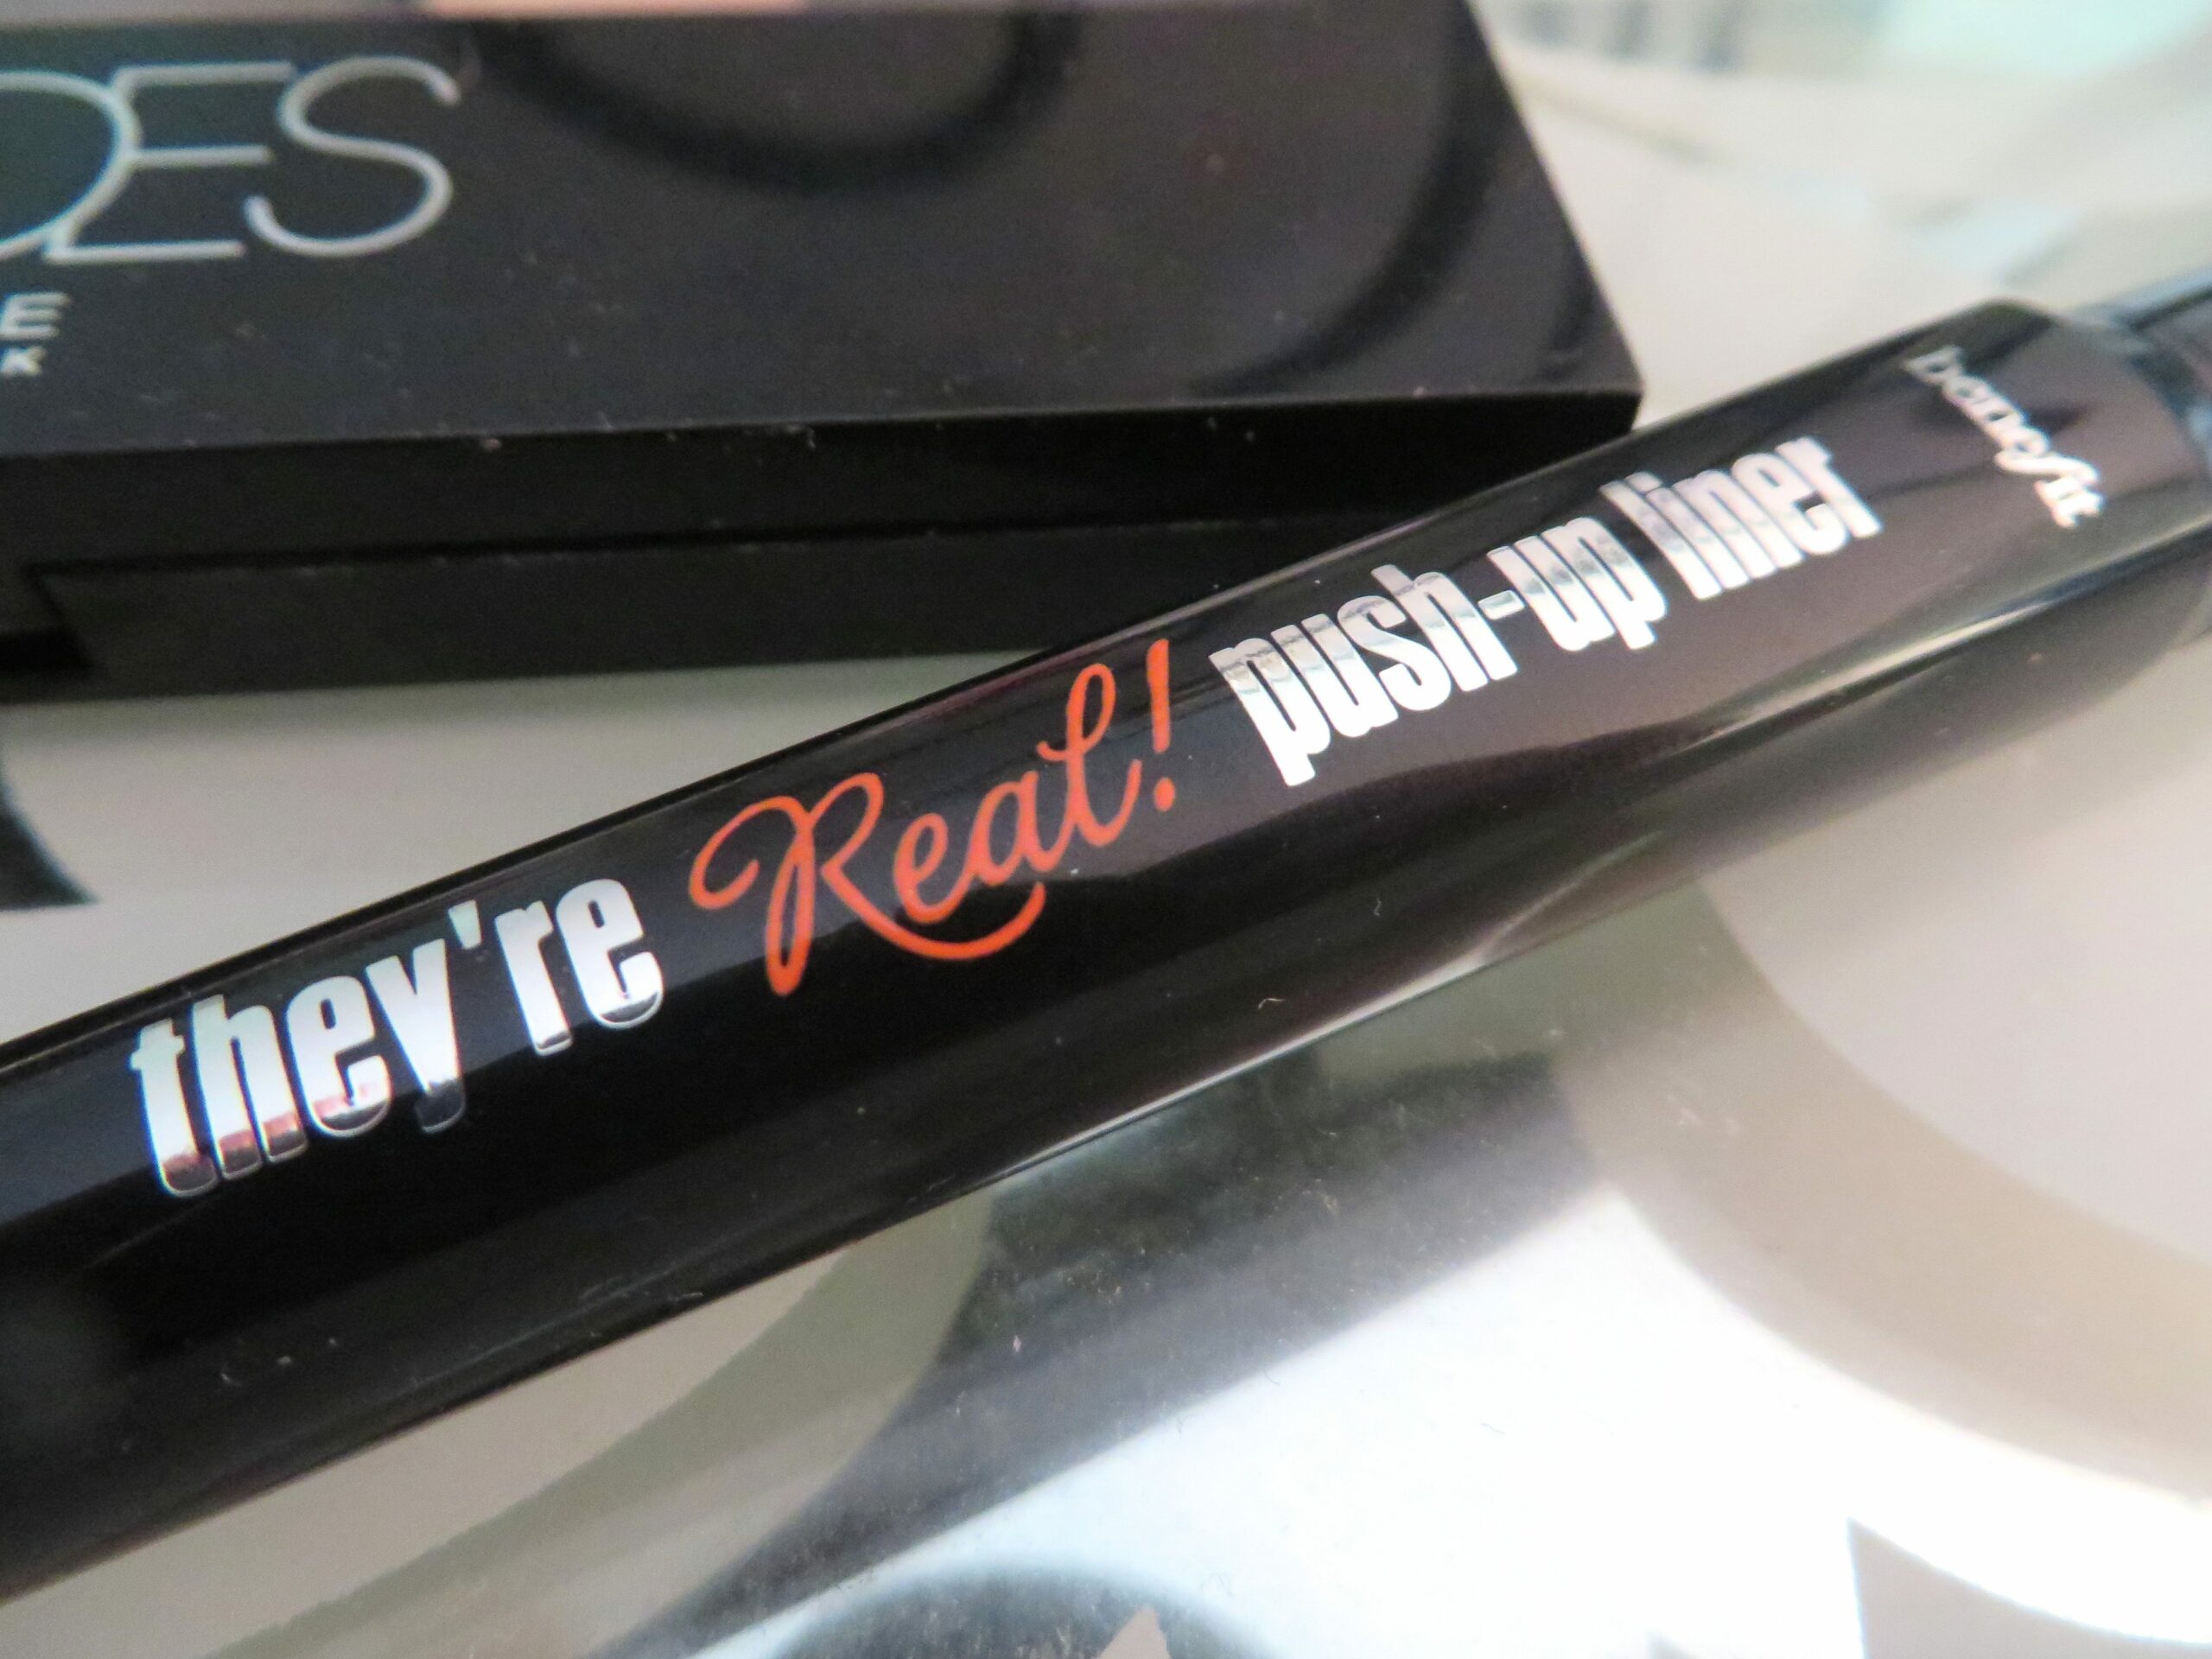 they're Real! push-up liner
benefit